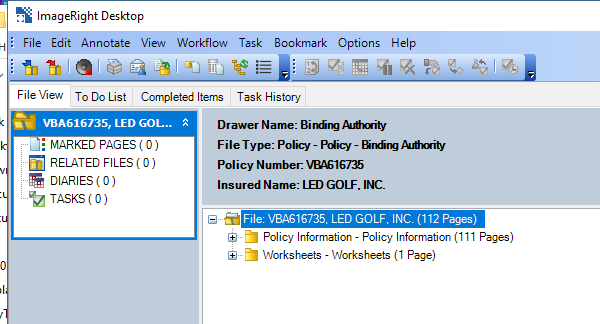 ImageRight Desktop
File Edit Annotate View Workflow Task Bookmark Options Help
File View To Do List Completed Items Task History
VBA616735, LED GOL...
MARKED PAGES ( 0 )
RELATED FILES ( 0 )
DIARIES ( 0 )
TASKS ( 0 )
Drawer Name: Binding Authority
File Type: Policy - Policy - Binding Authority
Policy Number: VBA616735
Insured Name: LED GOLF, INC.
File: VBA616735, LED GOLF, INC. (112 Pages)
Policy Information - Policy Information (111 Pages)
Worksheets - Worksheets (1 Page)